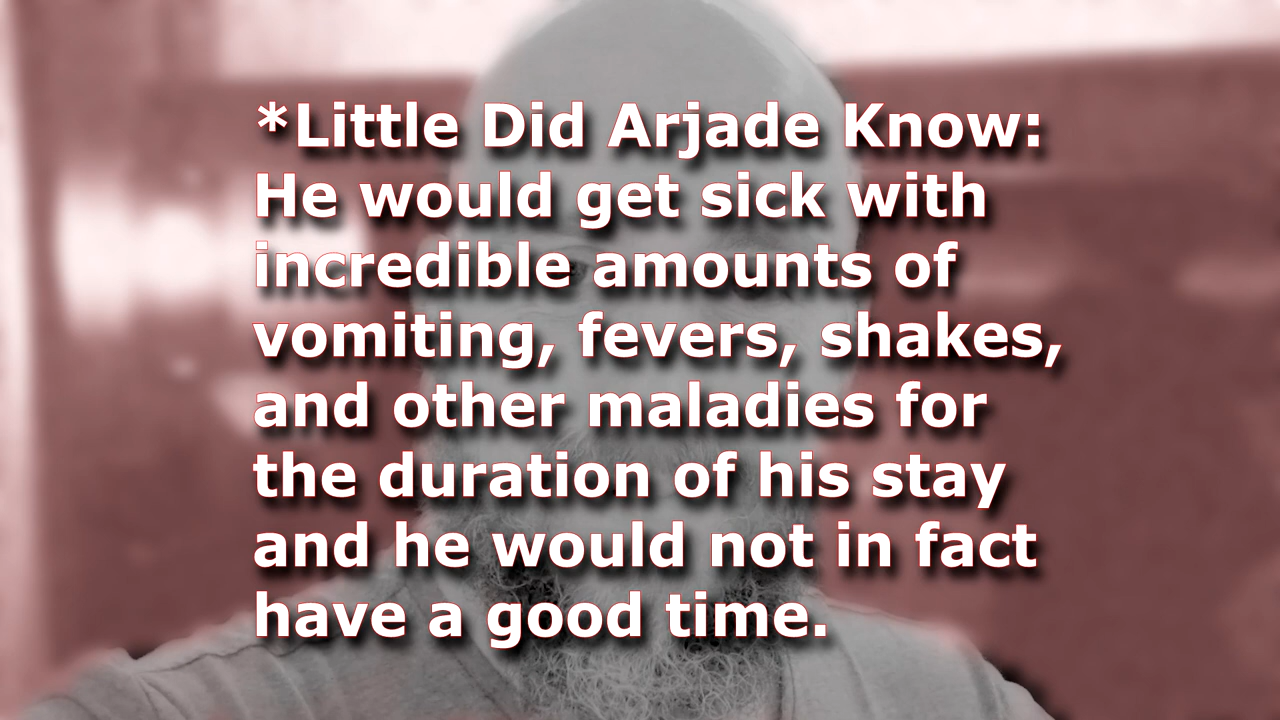 *Little Did Arjade Know:
He would get sick with
incredible amounts of
vomiting, fevers, shakes,
and other maladies for
the duration of his stay
and he would not in fact
have a good time.